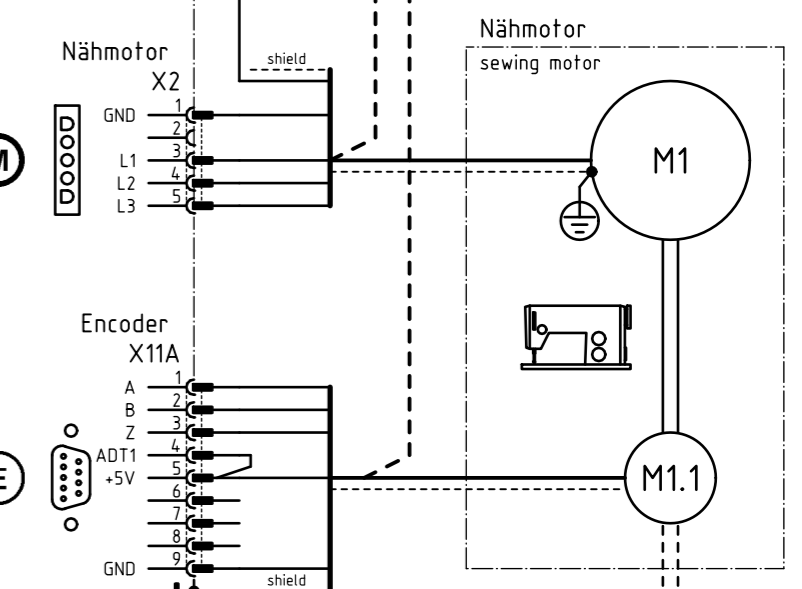 Nähmotor
sewing motor
Nähmotor
X2
shield
GND 1
2
L1 3
L2 4
L3 5
M
M1
Encoder
X11A
A 1
B 2
Z 3
ADT1 4
+5V 5
6
7
8
GND 9
shield
E
M1.1